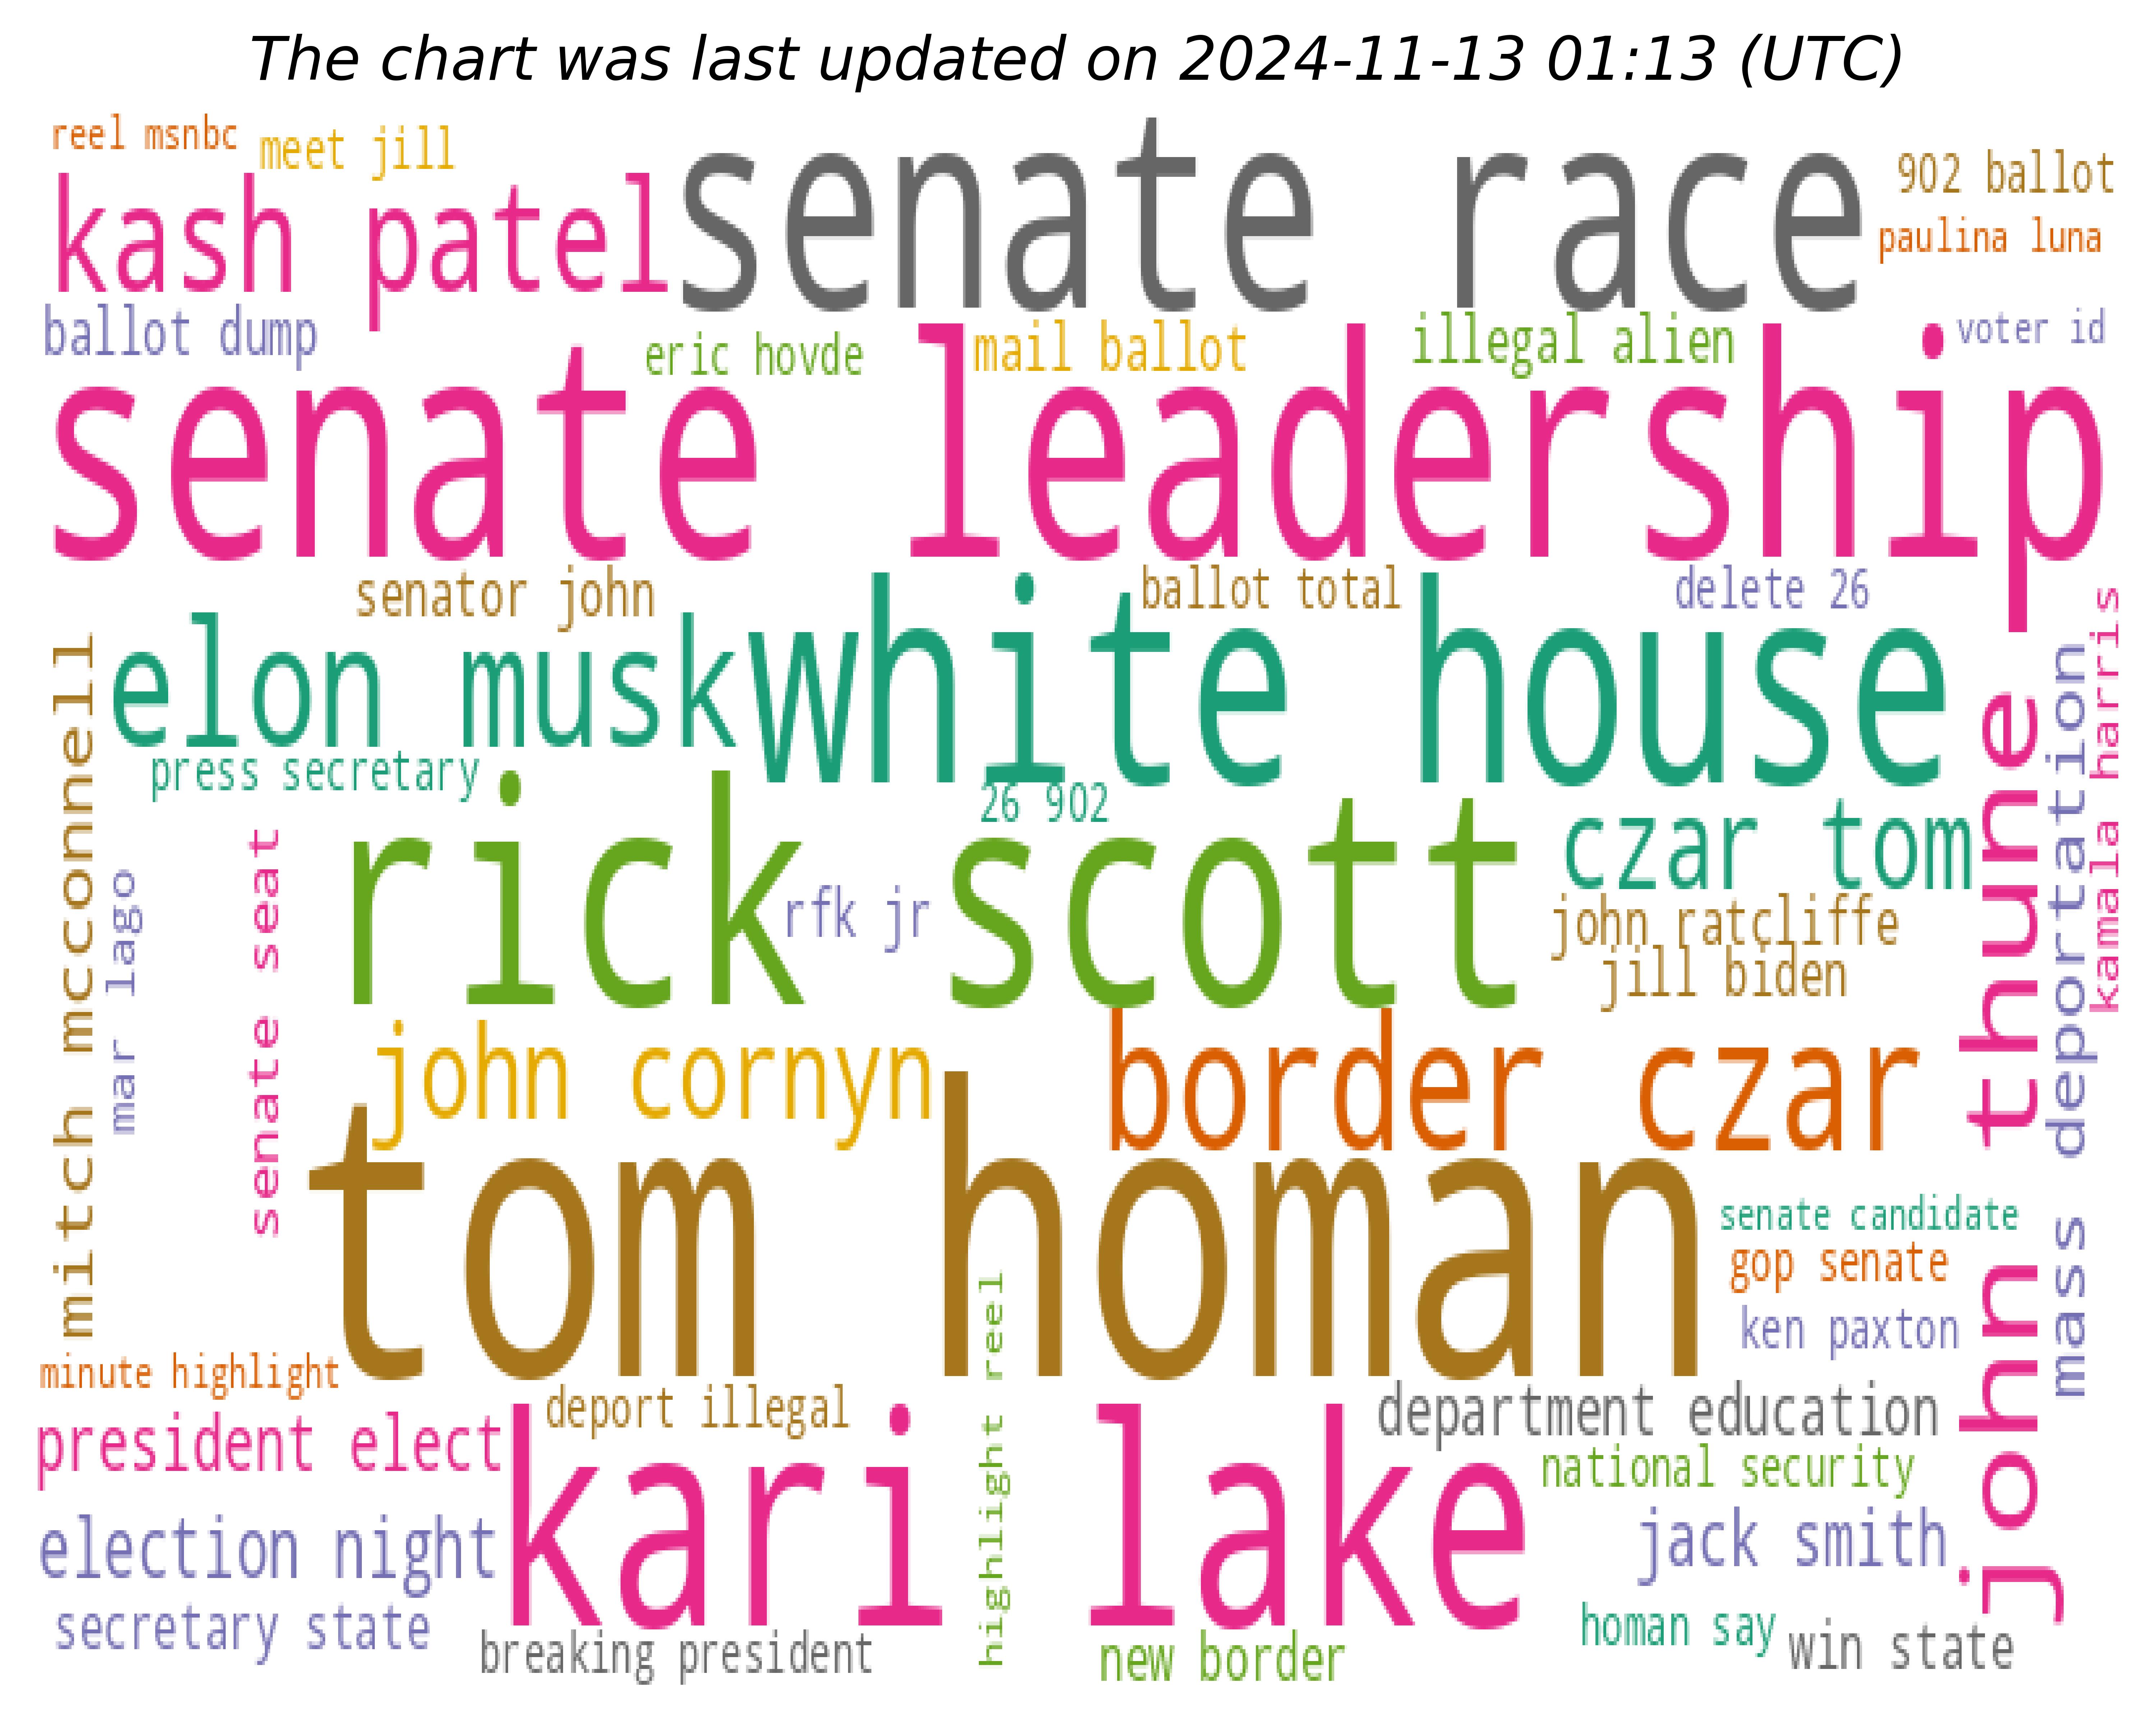 The chart was last updated on 2024-11-13 01:13 (UTC)
reel msnbc
meet jill
senate race
902 ballot
kash patel
paulina luna
ballot dump
eric hovde
mail ballot
illegal alien
voter id
senate leadership
senator john
ballot total
delete 26
elon musk
white house
press secretary
26 902
rick scott
czar tom
rfk jr
john ratcliffe
jill biden
mitch mcconnell
mar lago
senate seat
john thune
mass deportation
kamala harris
john cornyn
border czar
tom homan
senate candidate
gop senate
ken paxton
minute highlight
deport illegal
highlight reel
department education
president elect
kari lake
national security
election night
jack smith
secretary state
breaking president
new border
homan say
win state